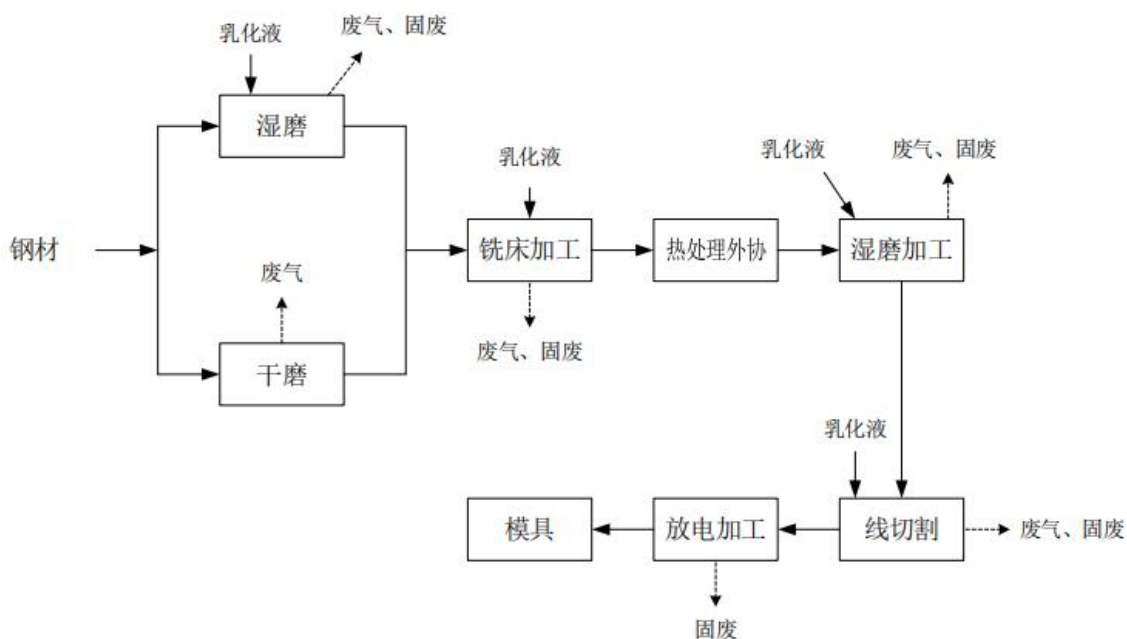 废气、固废
乳化液
湿磨
乳化液
废气、固废
乳化液
钢材
铣床加工
热处理外协
湿磨加工
废气
废气、固废
干磨
乳化液
模具
放电加工
线切割
废气、固废
固废